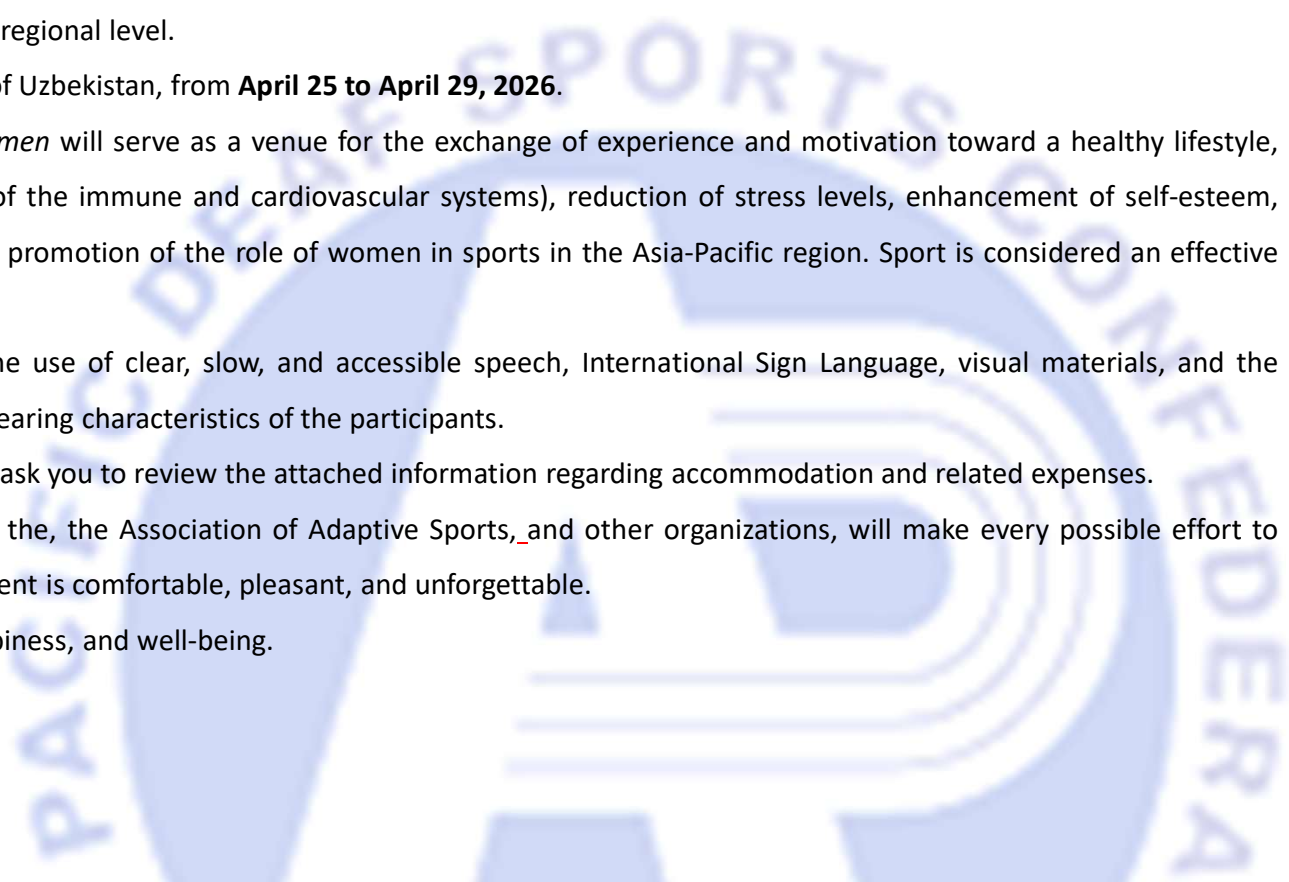 regional level.
of Uzbekistan, from April 25 to April 29, 2026.
men will serve as a venue for the exchange of experience and motivation toward a healthy lifestyle,
of the immune and cardiovascular systems), reduction of stress levels, enhancement of self-esteem,
promotion of the role of women in sports in the Asia-Pacific region. Sport is considered an effective
he use of clear, slow, and accessible speech, International Sign Language, visual materials, and the
earing characteristics of the participants.
ask you to review the attached information regarding accommodation and related expenses.
the, the Association of Adaptive Sports, and other organizations, will make every possible effort to
ent is comfortable, pleasant, and unforgettable.
piness, and well-being.
PACIFIC DEAF SPORTS CONFEDERA